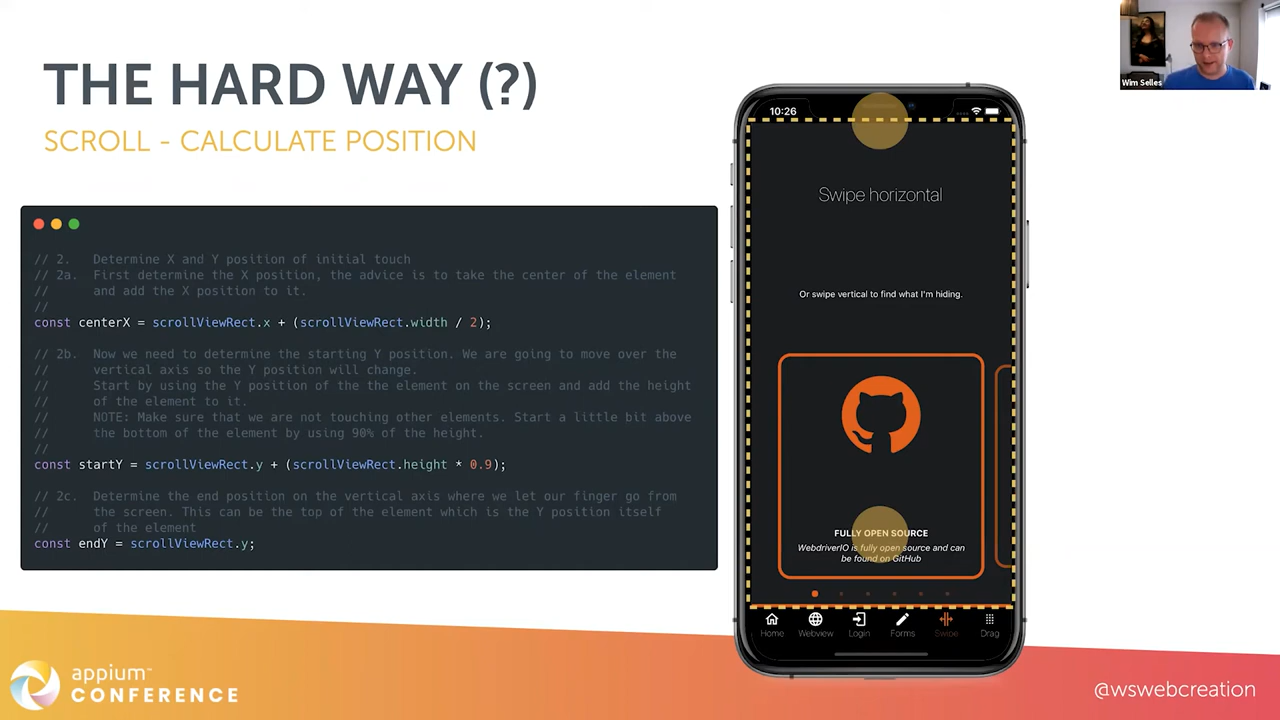 THE HARD WAY (?)
SCROLL - CALCULATE POSITION
// 2.   Determine X and Y position of initial touch
// 2a.  First determine the X position, the advice is to take the center of the element
//      and add the X position to it.
//
const centerX = scrollViewRect.x + (scrollViewRect.width / 2);
// 2b.  Now we need to determine the starting Y position. We are going to move over the
//      vertical axis so the Y position will change.
//      Start by using the Y position of the the element on the screen and add the height
//      of the element to it.
//      NOTE: Make sure that we are not touching other elements. Start a little bit above
//      the bottom of the element by using 90% of the height.
//
const startY = scrollViewRect.y + (scrollViewRect.height * 0.9);
// 2c.  Determine the end position on the vertical axis where we let our finger go from
//      the screen. This can be the top of the element which is the Y position itself
//      of the element
const endY = scrollViewRect.y;
10:26
Swipe horizontal
Or swipe vertical to find what I'm hiding.
FULLY OPEN SOURCE
WebdriverIO is fully open source and can
be found on GitHub
Home Webview Login Forms Swipe Drag
Wim Selles
appium™
CONFERENCE
@wswebcreation